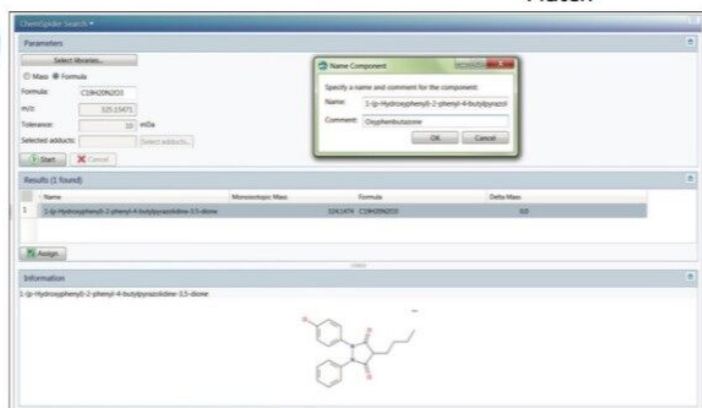 ChemSpider Search
Parameters
Select libraries...
Mass Formula
Formula: C19H20N2O3
m/z: 325.15471
Tolerance: 10 mDa
Selected adducts: Select adducts...
Start Cancel
Name Component
Specify a name and comment for the component:
Name: 1-(p-Hydroxyphenyl)-2-phenyl-4-butylpyrazol
Comment: Oxyphenbutazone
OK Cancel
Results (1 found)
Name Monoisotopic Mass Formula Delta Mass
1 1-(p-Hydroxyphenyl)-2-phenyl-4-butylpyrazolidine-3,5-dione 324.1474 C19H20N2O3 0.0
Assign
Information
1-(p-Hydroxyphenyl)-2-phenyl-4-butylpyrazolidine-3,5-dione